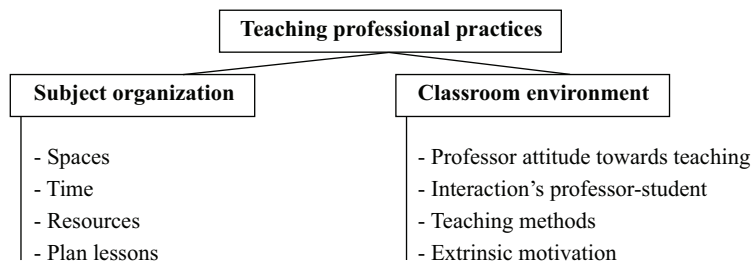 Teaching professional practices
Subject organization
- Spaces
- Time
- Resources
- Plan lessons
Classroom environment
- Professor attitude towards teaching
- Interaction’s professor-student
- Teaching methods
- Extrinsic motivation